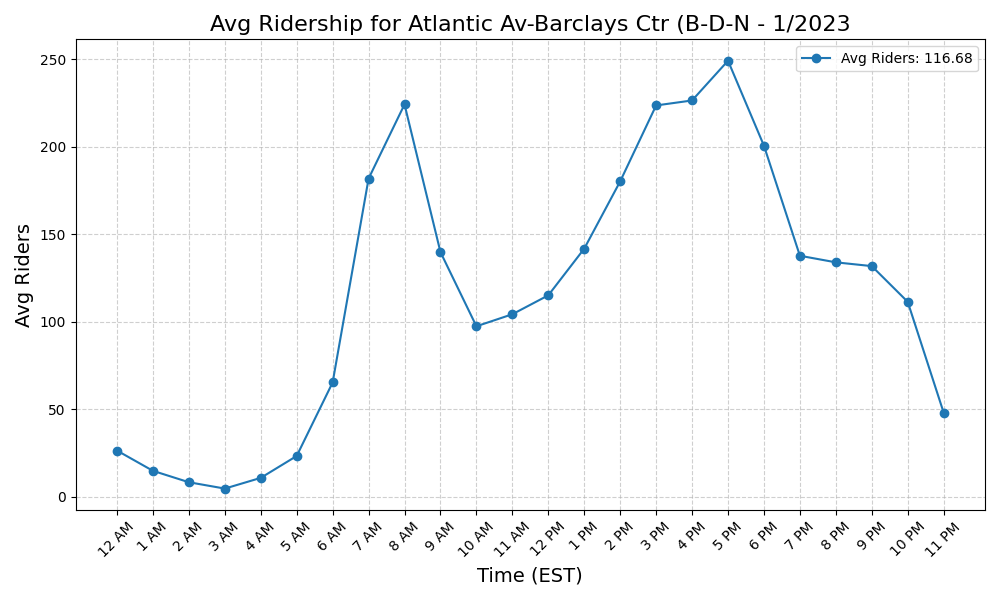 Avg Ridership for Atlantic Av-Barclays Ctr (B-D-N - 1/2023
Avg Riders: 116.68
250
200
150
100
50
0
Avg Riders
12 AM 1 AM 2 AM 3 AM 4 AM 5 AM 6 AM 7 AM 8 AM 9 AM 10 AM 11 AM 12 PM 1 PM 2 PM 3 PM 4 PM 5 PM 6 PM 7 PM 8 PM 9 PM 10 PM 11 PM
Time (EST)